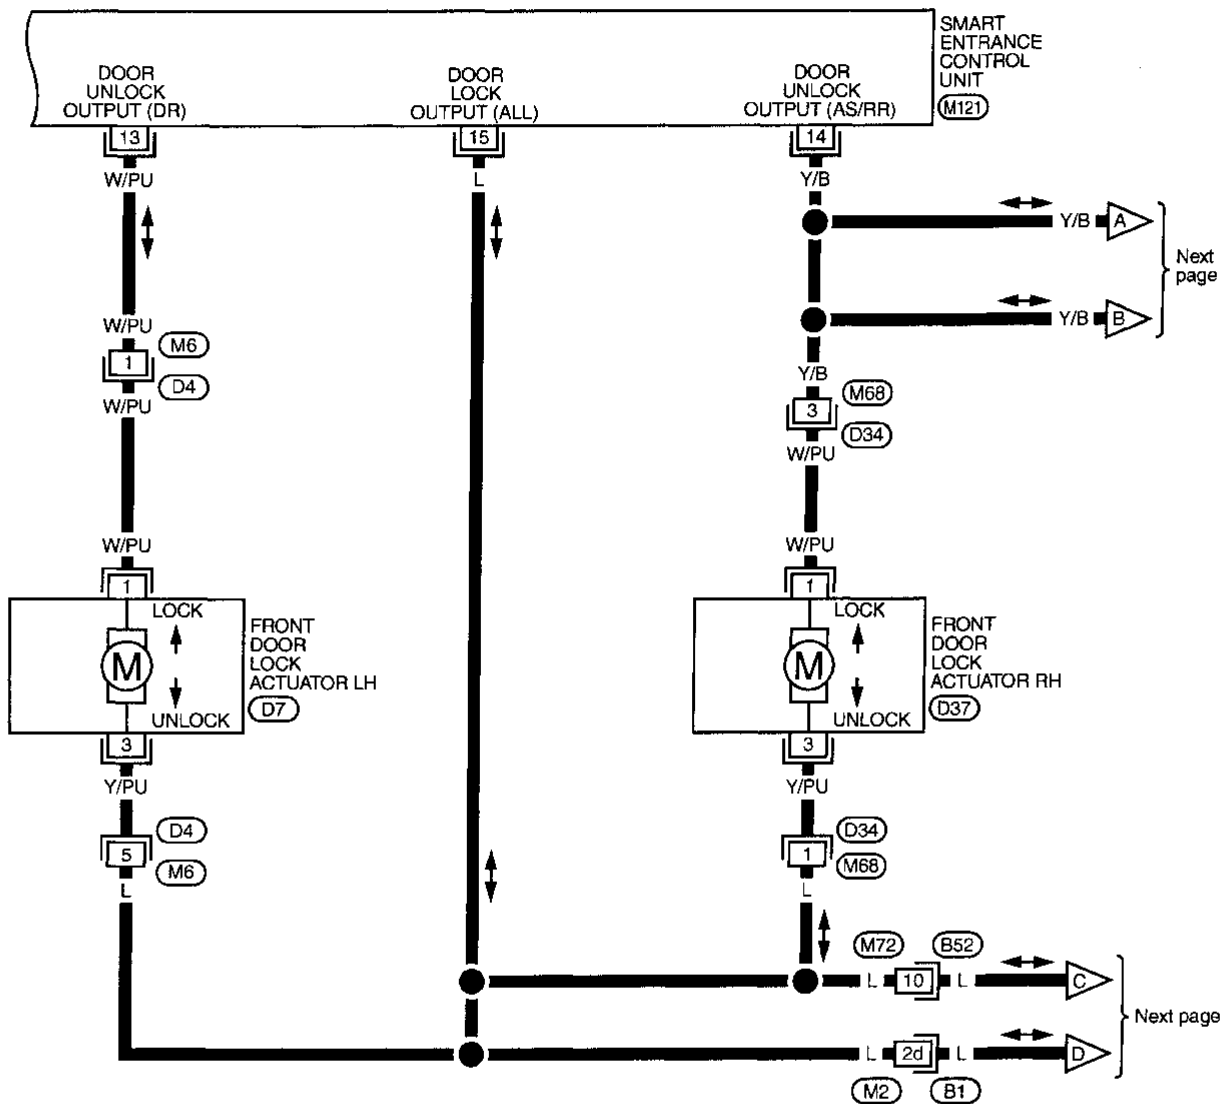 SMART
ENTRANCE
CONTROL
UNIT
M121
DOOR
UNLOCK
OUTPUT (DR)
DOOR
LOCK
OUTPUT (ALL)
DOOR
UNLOCK
OUTPUT (AS/RR)
13
15
14
W/PU
L
Y/B
Y/B
A
Next
page
Y/B
B
W/PU
1
M6
D4
W/PU
Y/B
3
M68
D34
W/PU
W/PU
W/PU
1
LOCK
M
UNLOCK
3
FRONT
DOOR
LOCK
ACTUATOR LH
D7
1
LOCK
M
UNLOCK
3
FRONT
DOOR
LOCK
ACTUATOR RH
D37
Y/PU
Y/PU
D4
5
M6
L
D34
1
M68
L
M72
B52
L
10
L
C
Next page
L
2d
L
D
M2
B1